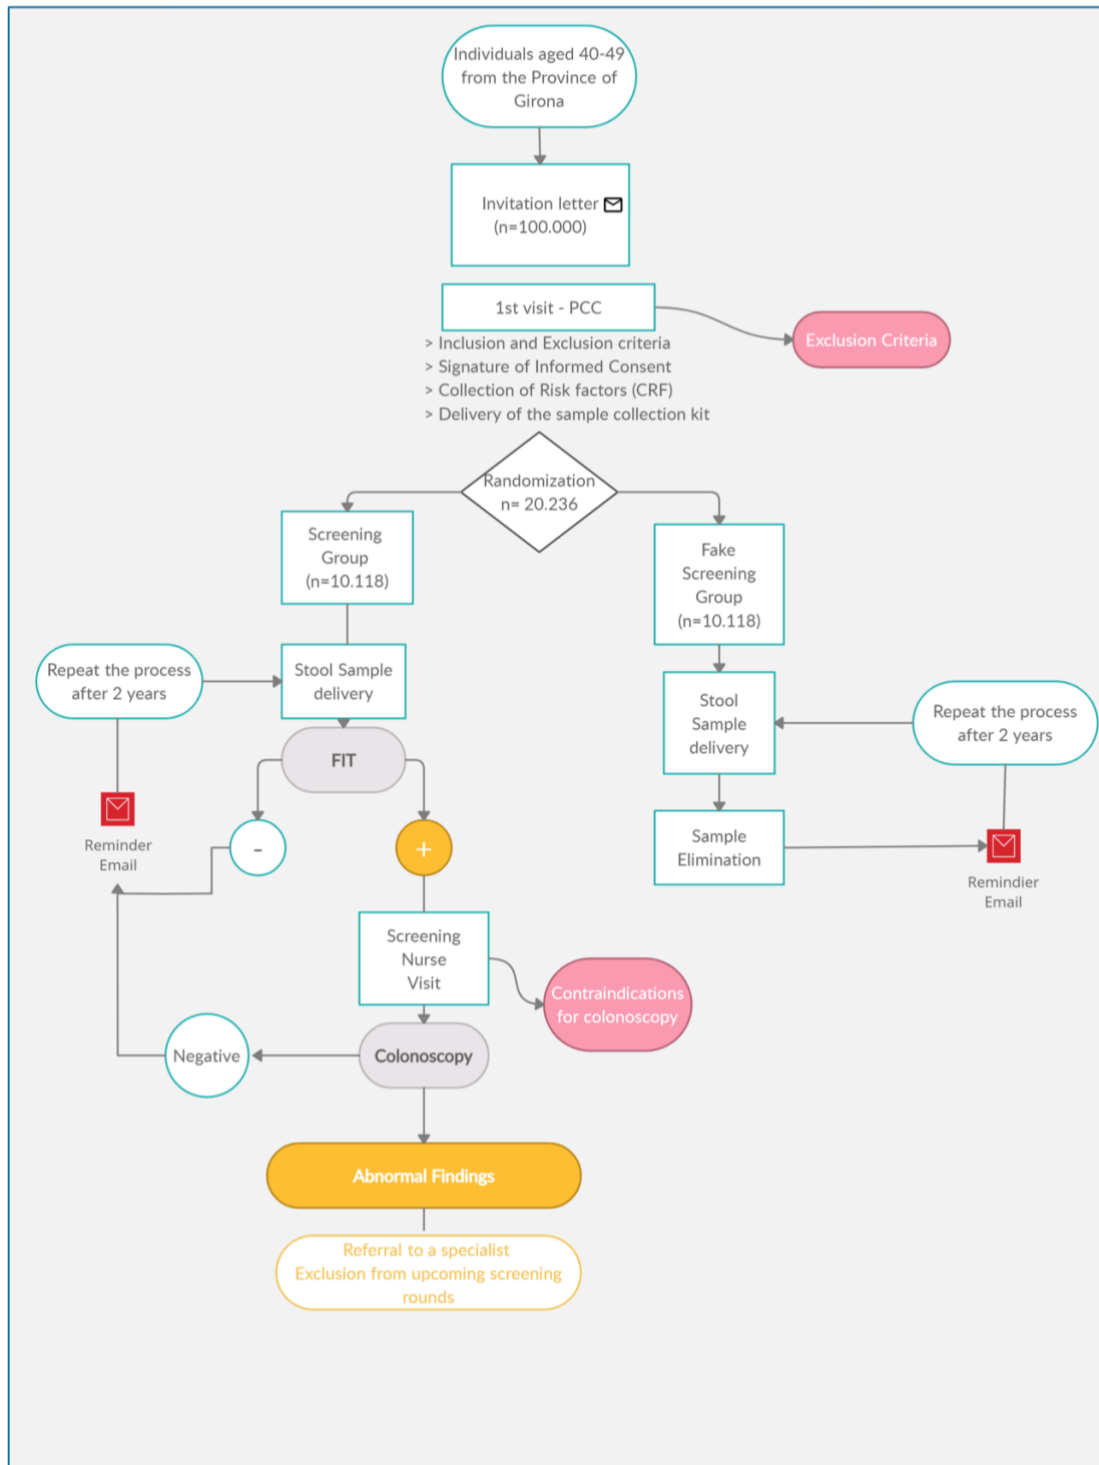 Individuals aged 40-49
from the Province of
Girona
Invitation letter
(n=100.000)
1st visit - PCC
Exclusion Criteria
> Inclusion and Exclusion criteria
> Signature of Informed Consent
> Collection of Risk factors (CRF)
> Delivery of the sample collection kit
Randomization
n= 20.236
Screening
Group
(n=10.118)
Fake
Screening
Group
(n=10.118)
Repeat the process
after 2 years
Stool Sample
delivery
Stool
Sample
delivery
Repeat the process
after 2 years
FIT
Reminder
Email
-
+
Sample
Elimination
Remindier
Email
Screening
Nurse
Visit
Contraindications
for colonoscopy
Negative
Colonoscopy
Abnormal Findings
Referral to a specialist
Exclusion from upcoming screening
rounds